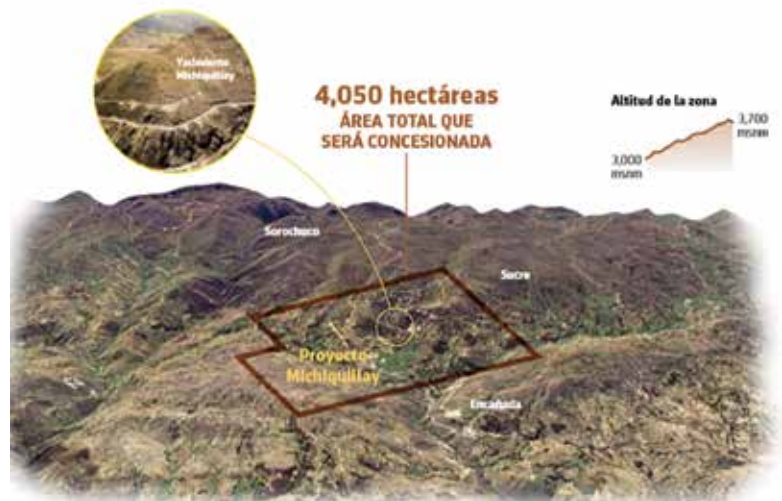 Yacimiento
Michiquillay
4,050 hectáreas
ÁREA TOTAL QUE
SERÁ CONCESIONADA
Altitud de la zona
3,700
msnm
3,000
msnm
Sorochuco
Sucre
Proyecto
Michiquillay
Encañada